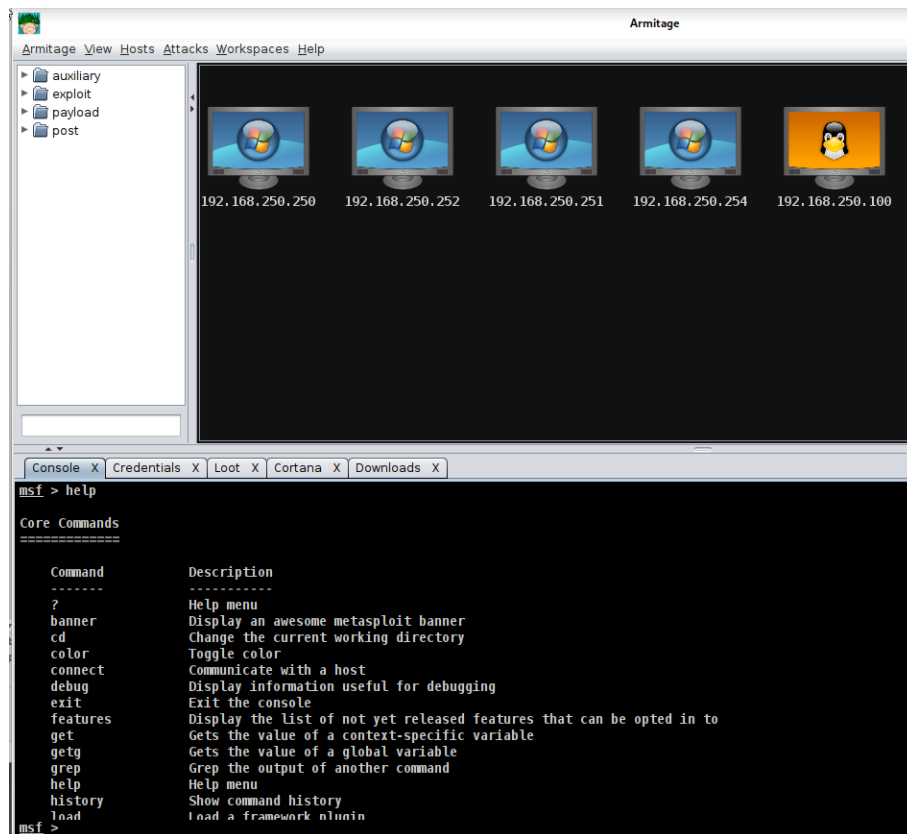 Armitage
Armitage View Hosts Attacks Workspaces Help
auxiliary
exploit
payload
post
192.168.250.250 192.168.250.252 192.168.250.251 192.168.250.254 192.168.250.100
Console X Credentials X Loot X Cortana X Downloads X
msf > help
Core Commands
=============
Command Description
------- -----------
? Help menu
banner Display an awesome metasploit banner
cd Change the current working directory
color Toggle color
connect Communicate with a host
debug Display information useful for debugging
exit Exit the console
features Display the list of not yet released features that can be opted in to
get Gets the value of a context-specific variable
getg Gets the value of a global variable
grep Grep the output of another command
help Help menu
history Show command history
load Load a framework plugin
msf >